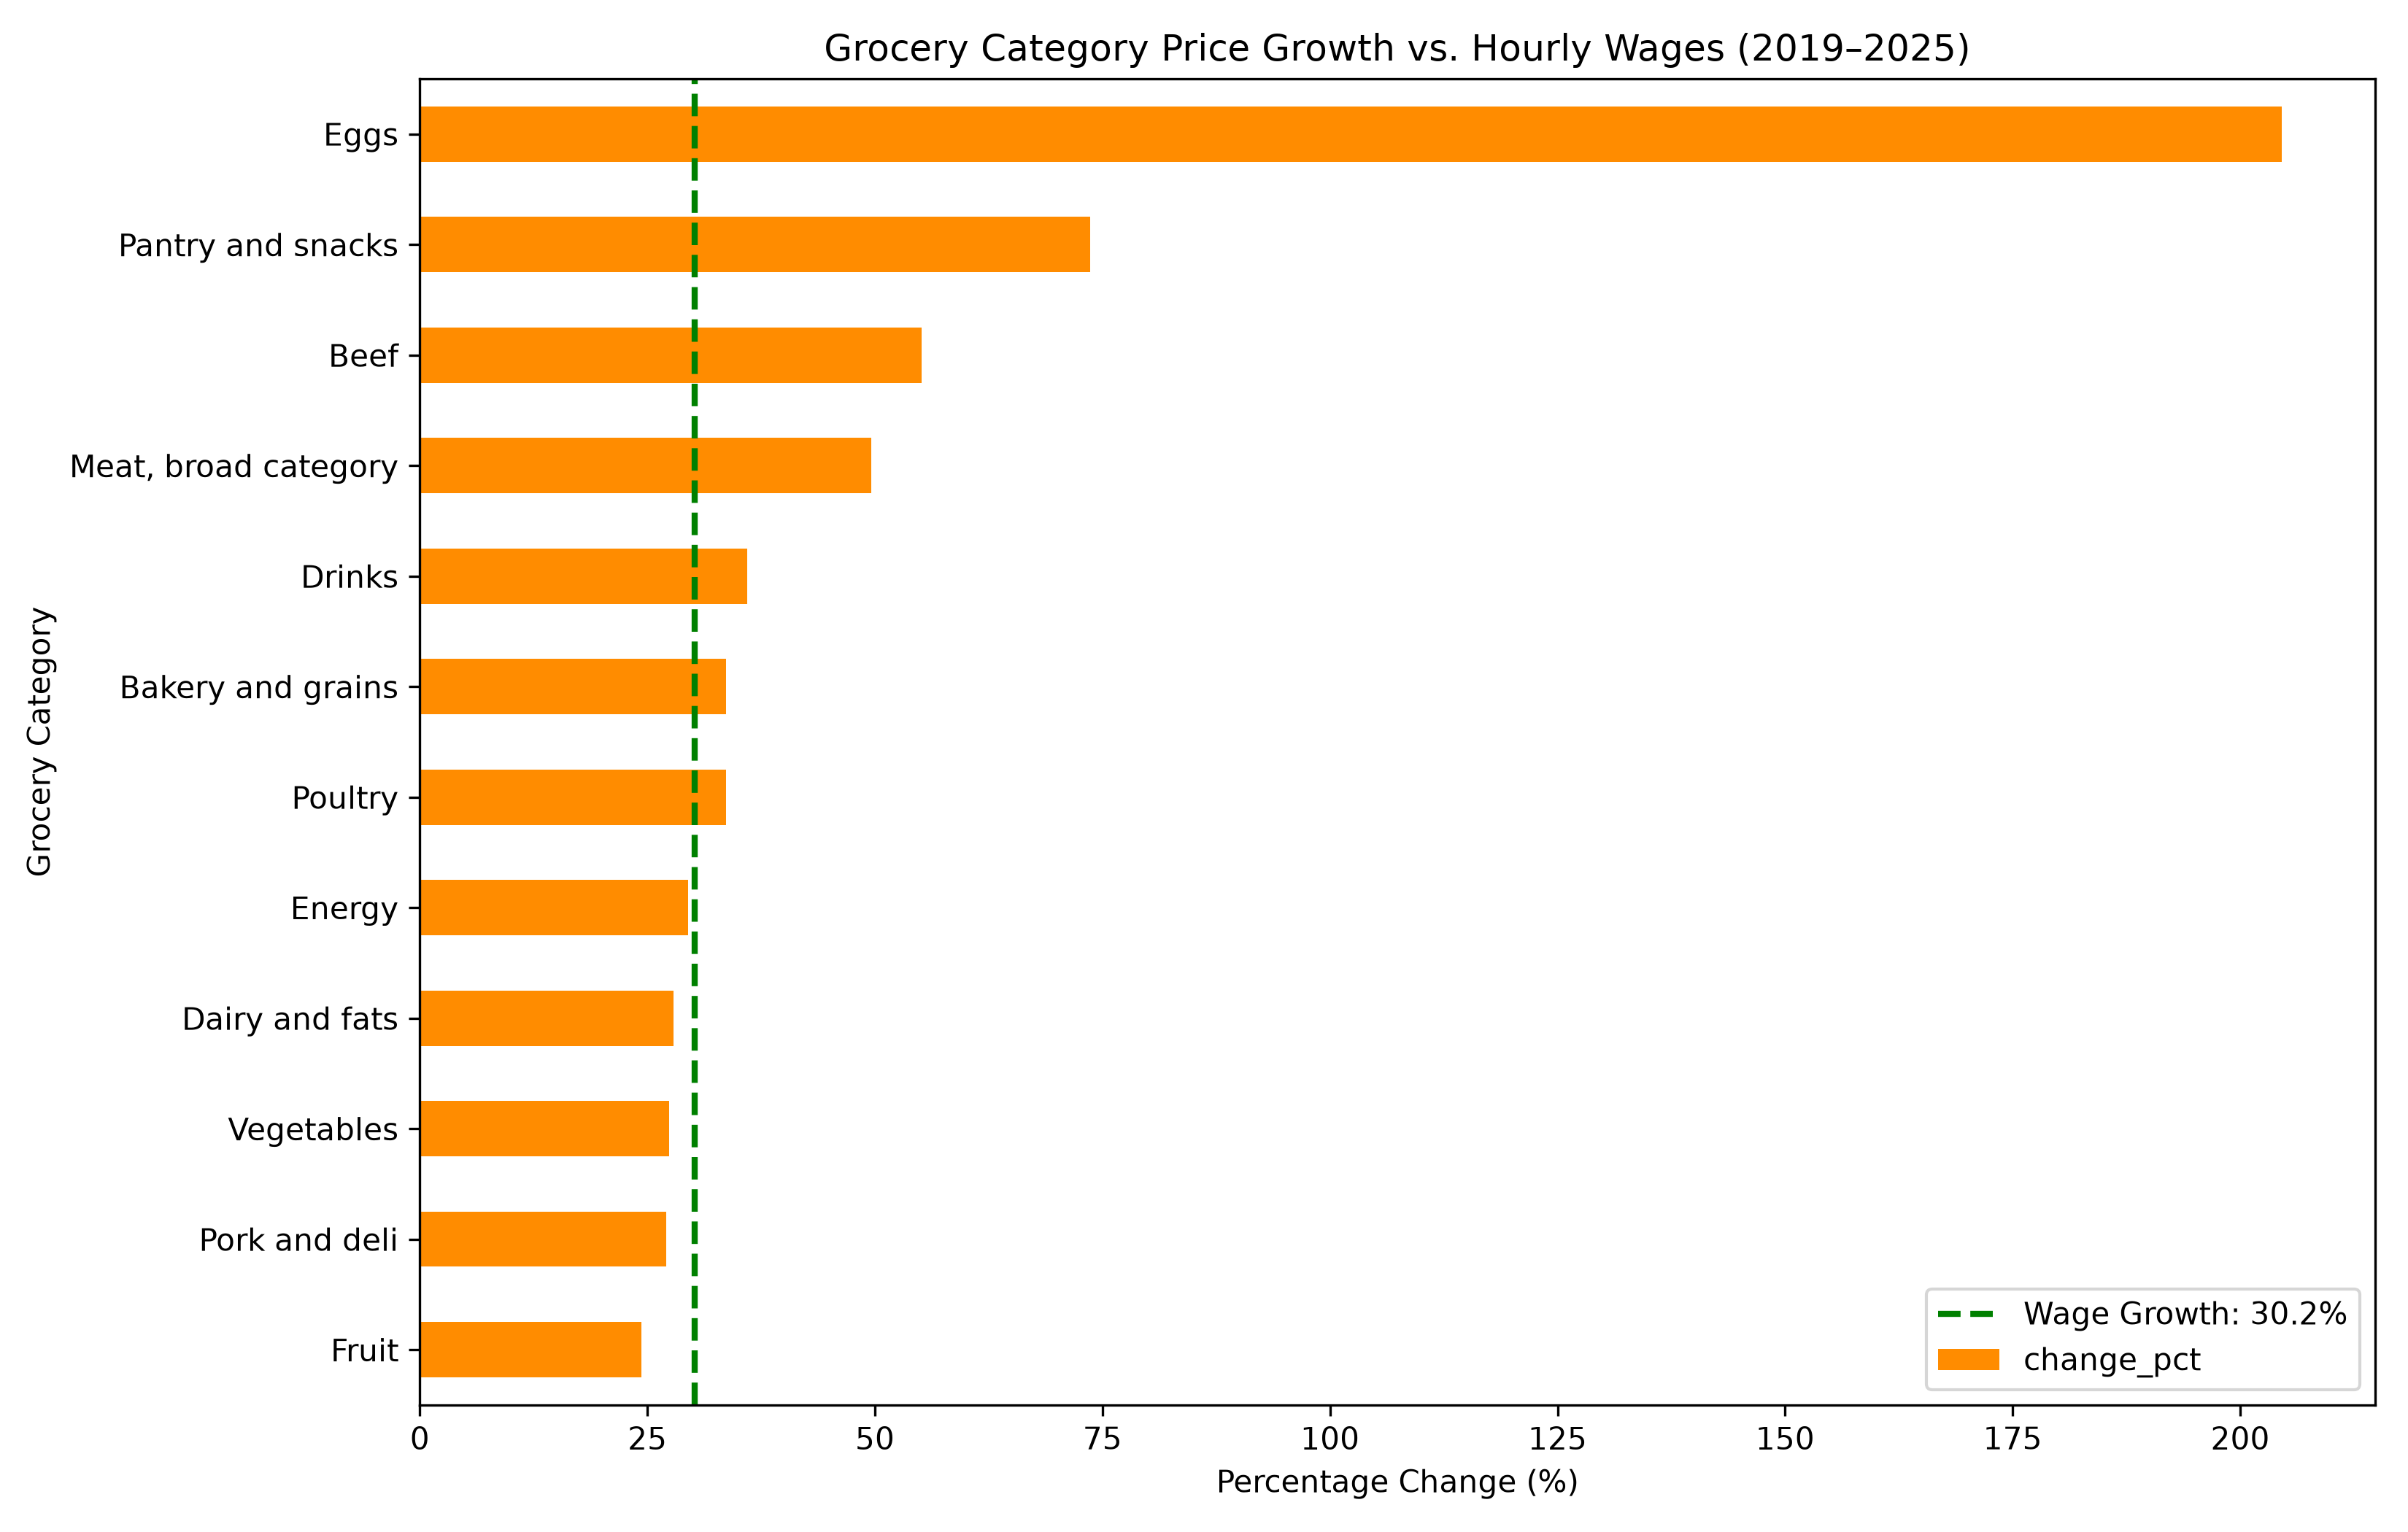 Grocery Category Price Growth vs. Hourly Wages (2019–2025)
Grocery Category
Eggs
Pantry and snacks
Beef
Meat, broad category
Drinks
Bakery and grains
Poultry
Energy
Dairy and fats
Vegetables
Pork and deli
Fruit
Wage Growth: 30.2%
change_pct
0 25 50 75 100 125 150 175 200
Percentage Change (%)